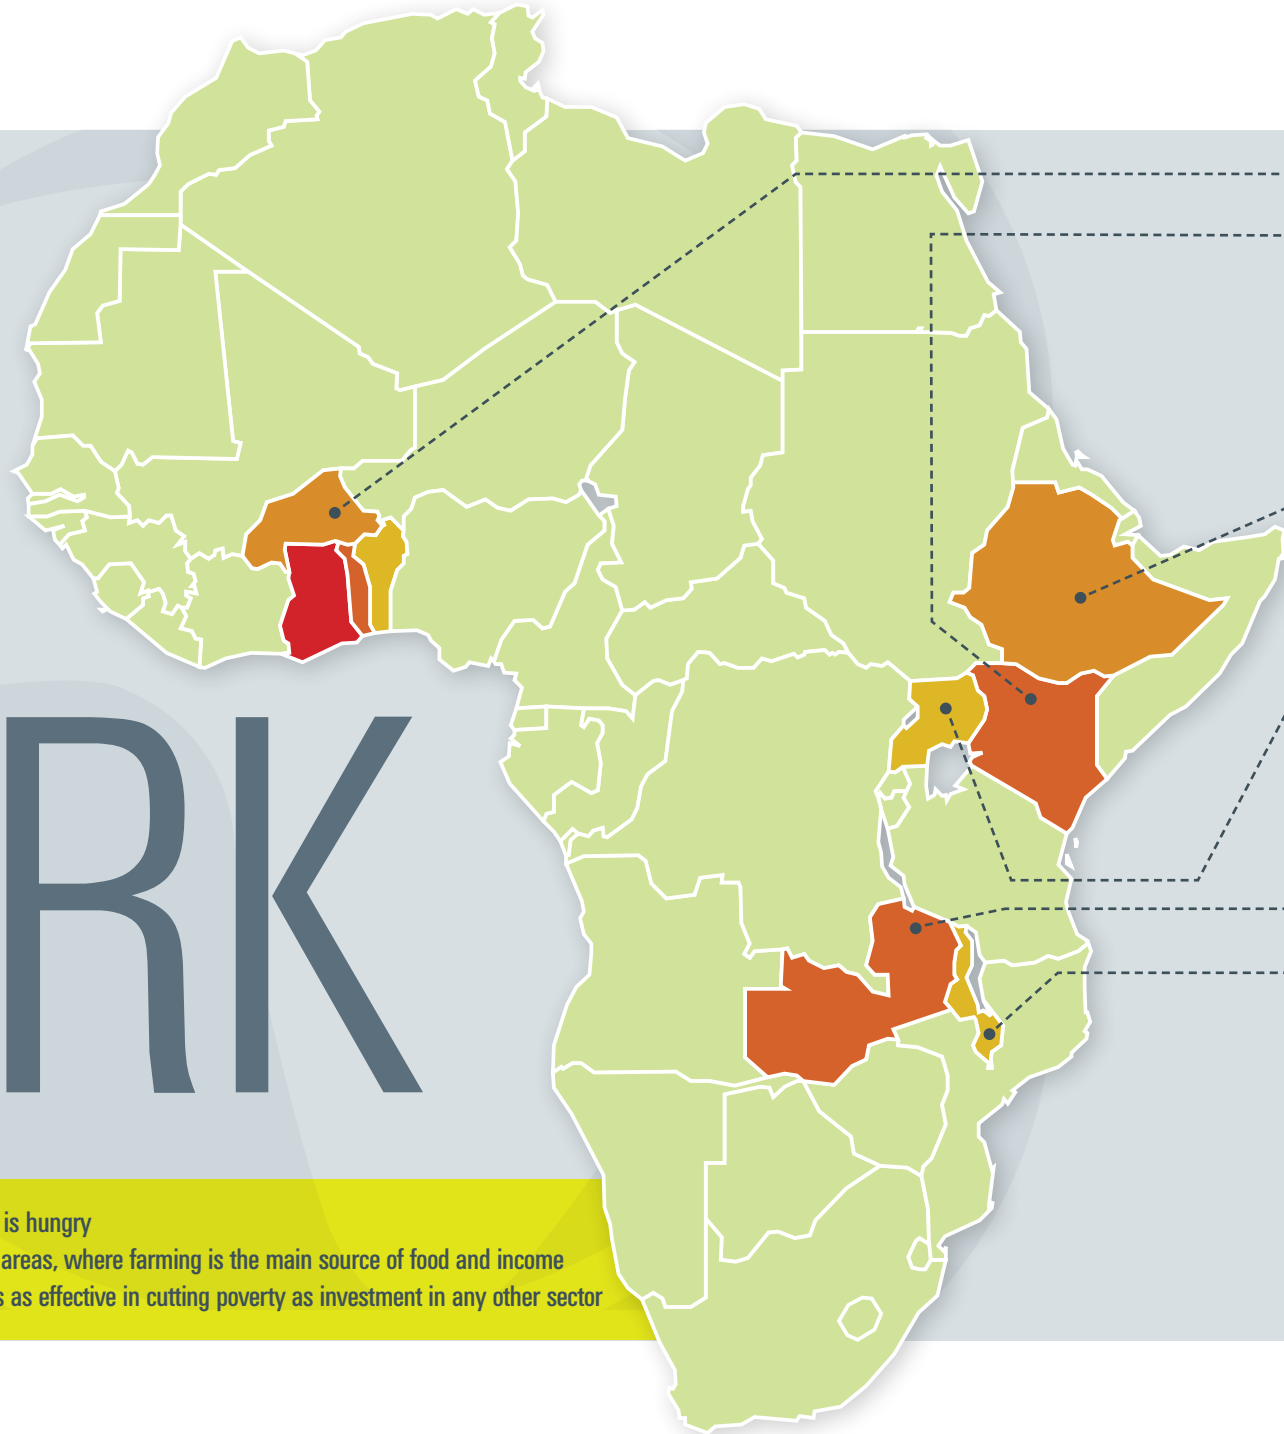 RK
is hungry
areas, where farming is the main source of food and income
s as effective in cutting poverty as investment in any other sector